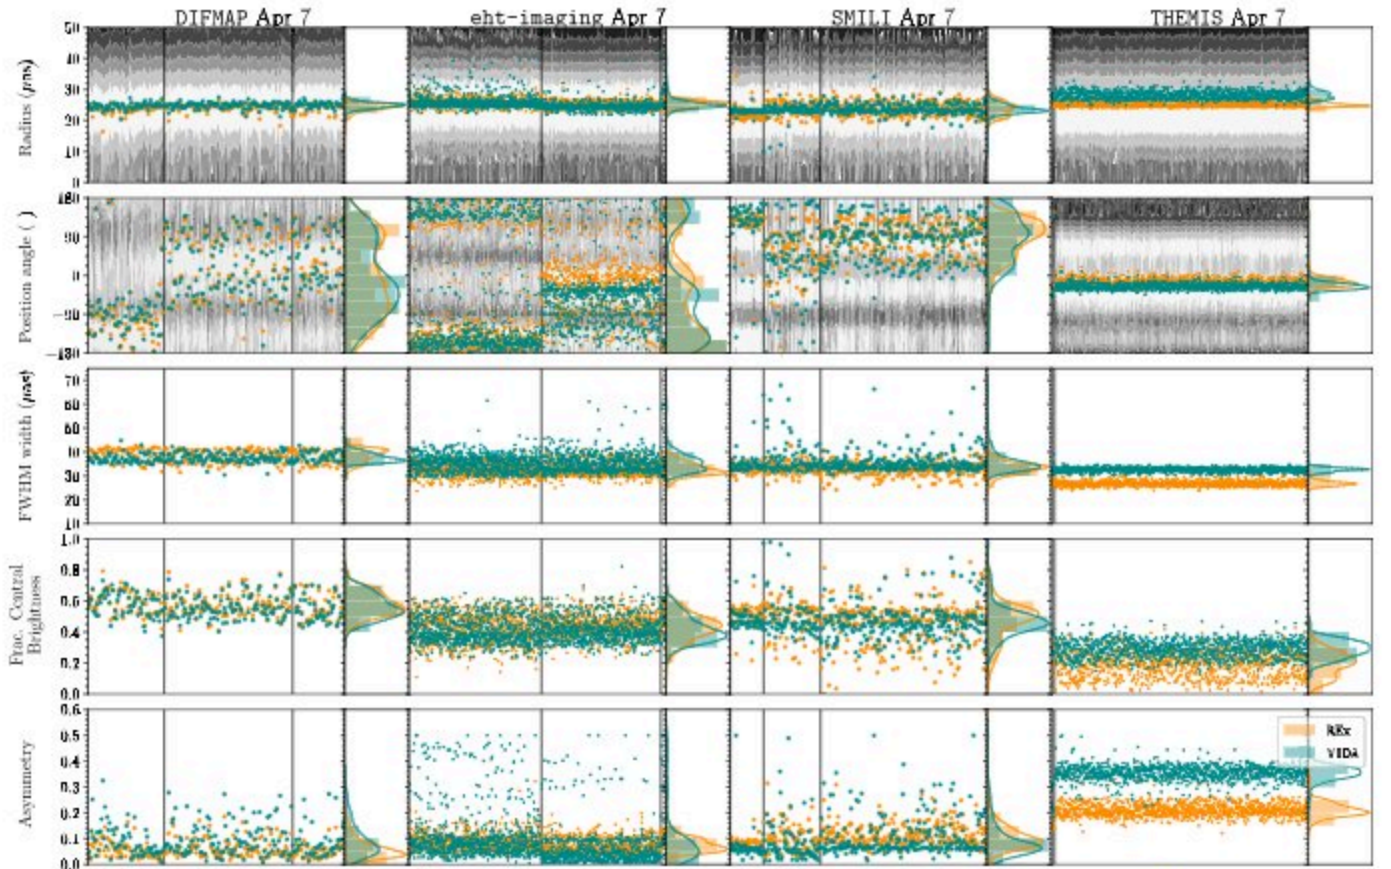 DIFMAP Apr 7
eht-imaging Apr 7
SMILI Apr 7
THEMIS Apr 7
Radius (μas)
50
40
30
20
10
0
Position angle ( )
90
0
−90
FWHM width (μas)
70
60
30
20
10
Frac. Central
Brightness
1.0
0.8
0.6
0.4
0.2
0.0
Asymmetry
0.6
0.5
0.4
0.3
0.2
0.1
0.0
REx
VIDA